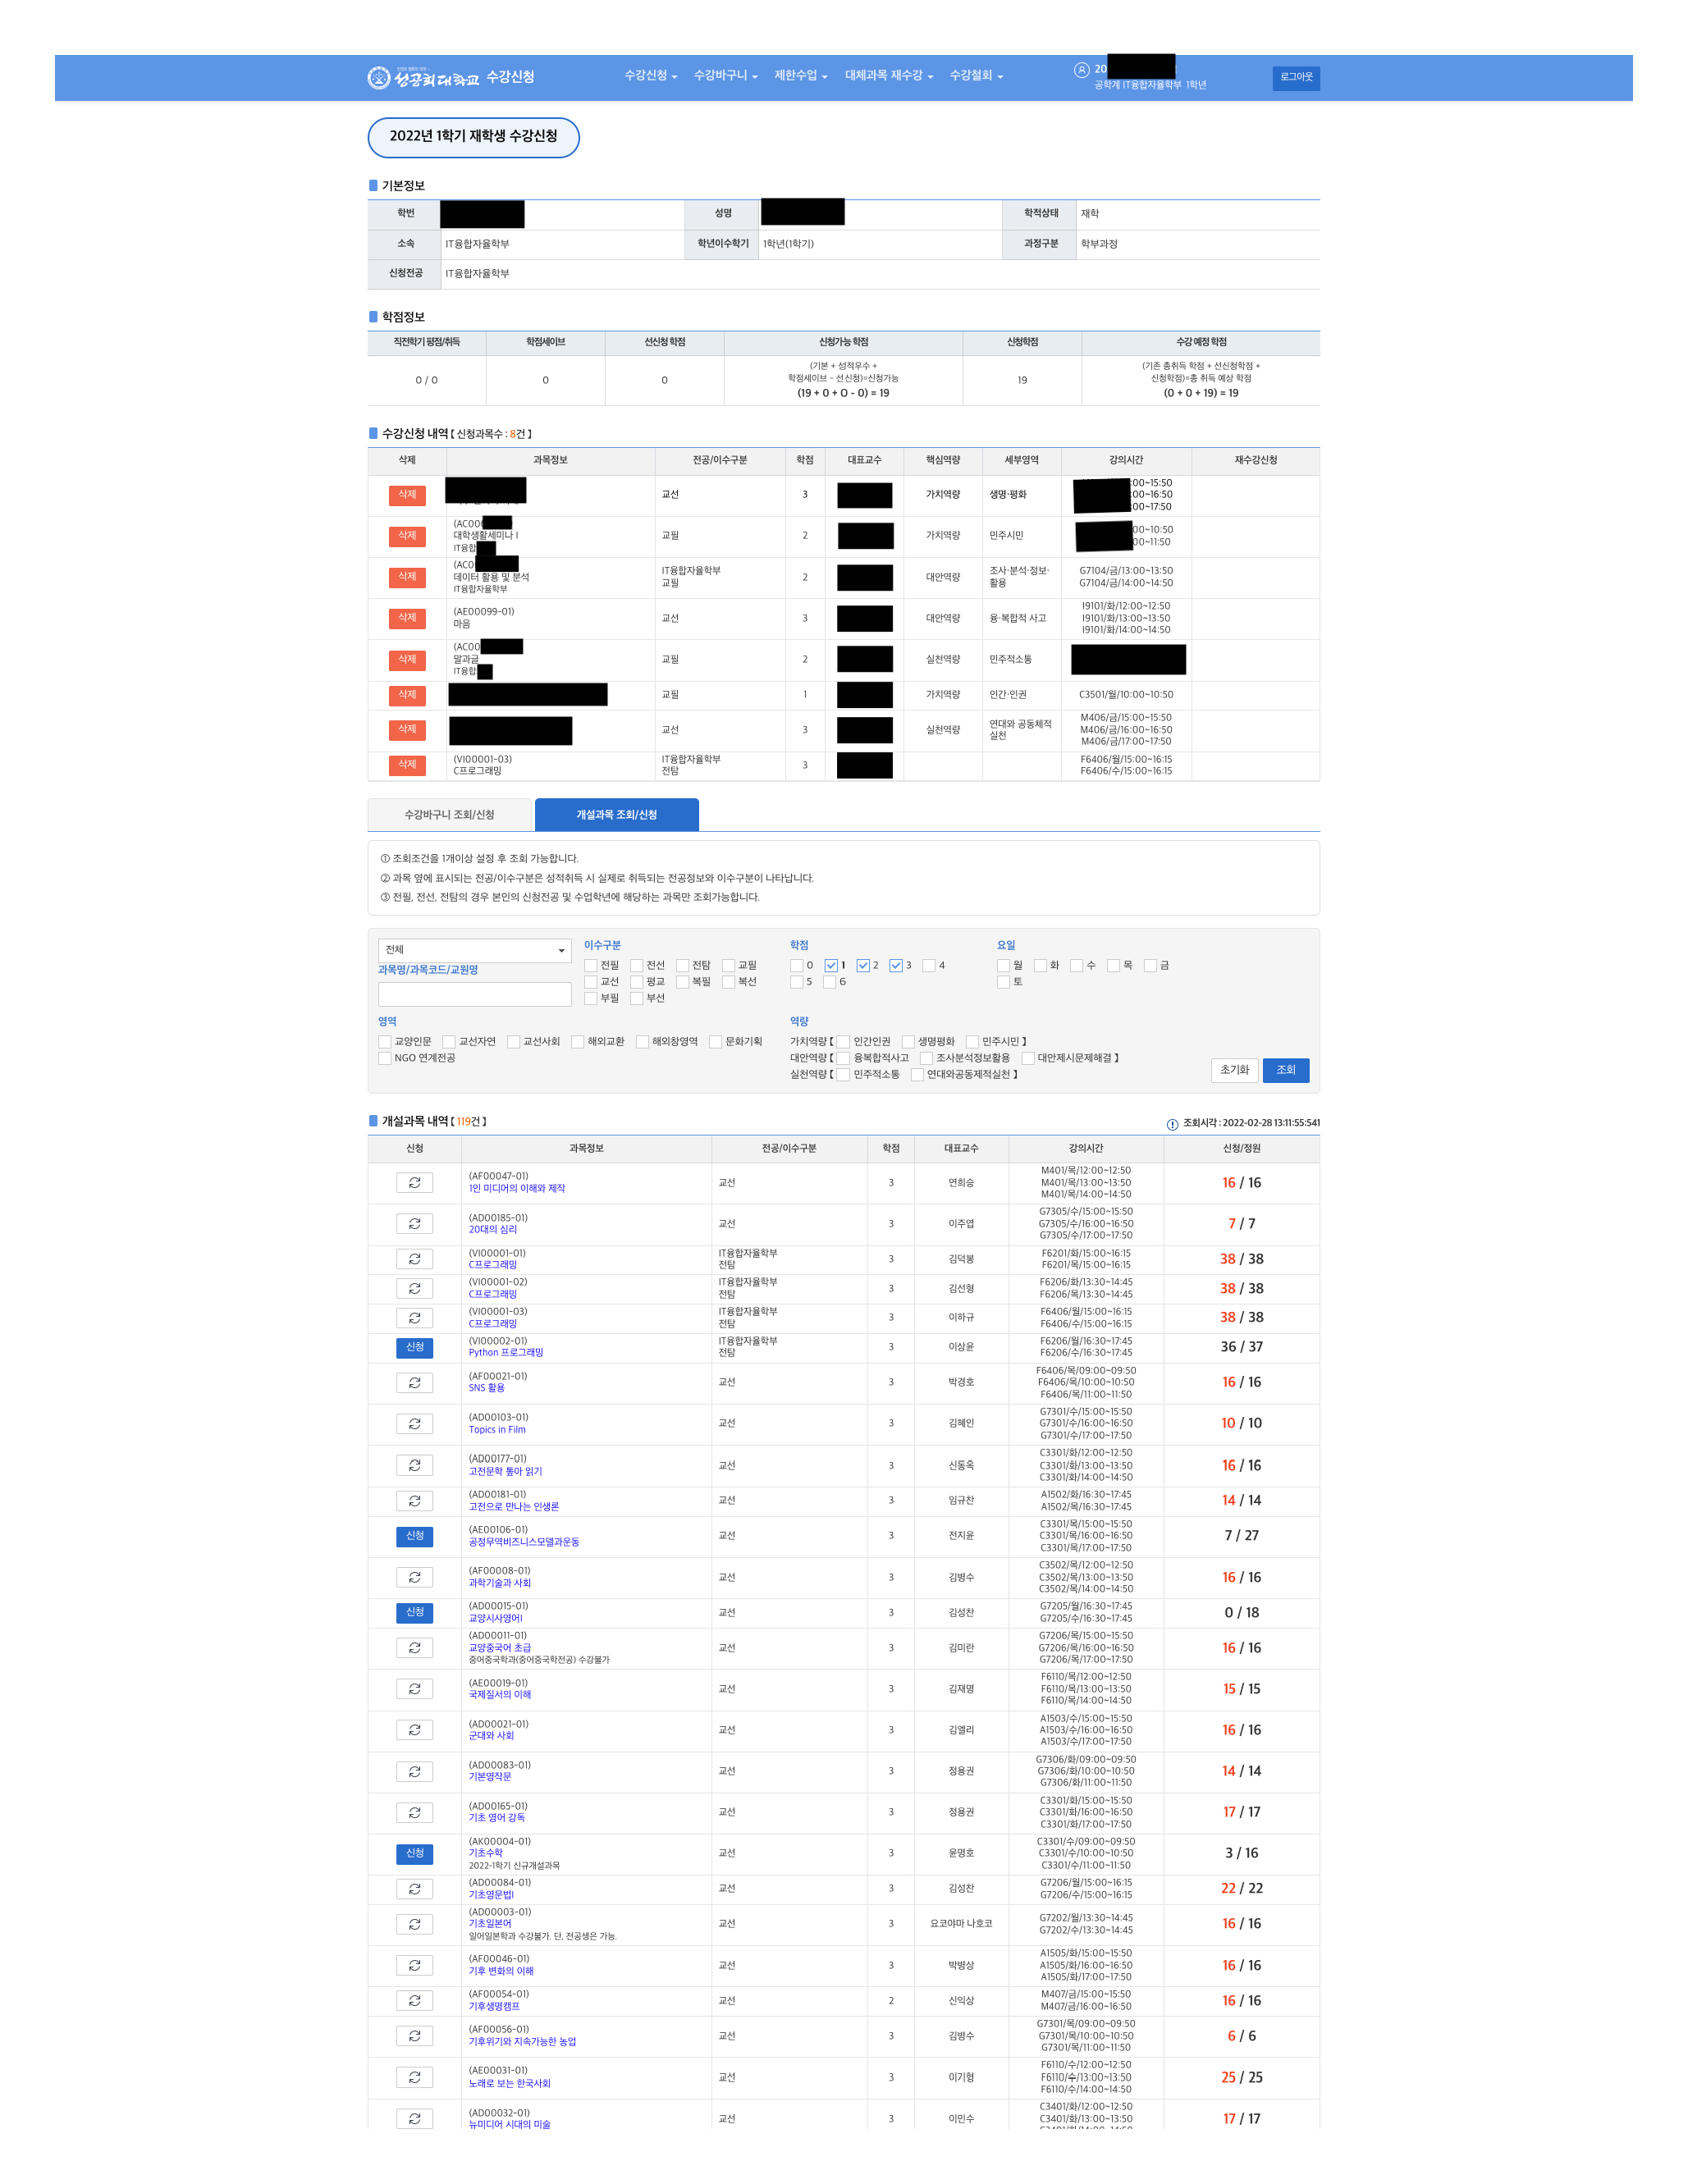 성공회대학교 수강신청
수강신청 수강바구니 제한수업 대체과목 재수강 수강철회
20
공학계 IT융합자율학부 1학년
로그아웃
2022년 1학기 재학생 수강신청
기본정보
학번 성명 학적상태 재학
소속 IT융합자율학부 학년이수학기 1학년(1학기) 과정구분 학부과정
신청전공 IT융합자율학부
학점정보
직전학기 평점/취득 학점세이브 선신청 학점 신청가능 학점 신청학점 수강 예정 학점
(기본 + 성적우수 + (기존 총취득 학점 + 선신청학점 +
0 / 0 0 0 학점세이브 - 선신청)=신청가능 19 신청학점)=총 취득 예상 학점
(19 + 0 + 0 - 0) = 19 (0 + 0 + 19) = 19
수강신청 내역 【 신청과목수 : 8건 】
삭제 과목정보 전공/이수구분 학점 대표교수 핵심역량 세부영역 강의시간 재수강신청
:00~15:50
삭제 교선 3 가치역량 생명·평화 :00~16:50
:00~17:50
(AC00
삭제 대학생활세미나 I 교필 2 가치역량 민주시민 00~10:50
IT융합 00~11:50
(AC0
삭제 데이터 활용 및 분석 IT융합자율학부 교필 2 대안역량 조사·분석·정보·활용 G7104/금/13:00~13:50
IT융합자율학부 G7104/금/14:00~14:50
(AE00099-01) I9101/화/12:00~12:50
삭제 마음 교선 3 대안역량 융·복합적 사고 I9101/화/13:00~13:50
I9101/화/14:00~14:50
(AC00
삭제 말과글 교필 2 실천역량 민주적소통
IT융합
삭제 교필 1 가치역량 인간·인권 C3501/월/10:00~10:50
M406/금/15:00~15:50
삭제 교선 3 실천역량 연대와 공동체적 실천 M406/금/16:00~16:50
M406/금/17:00~17:50
(VI00001-03) IT융합자율학부 F6406/월/15:00~16:15
삭제 C프로그래밍 전탐 3 F6406/수/15:00~16:15
수강바구니 조회/신청 개설과목 조회/신청
① 조회조건을 1개이상 설정 후 조회 가능합니다.
② 과목 옆에 표시되는 전공/이수구분은 성적취득 시 실제로 취득되는 전공정보와 이수구분이 나타납니다.
③ 전필, 전선, 전탐의 경우 본인의 신청전공 및 수업학년에 해당하는 과목만 조회가능합니다.
전체 이수구분 학점 요일
과목명/과목코드/교원명 전필 전선 전탐 교필 0 1 2 3 4 월 화 수 목 금
교선 평교 복필 복선 5 6 토
부필 부선
영역 역량
교양인문 교선자연 교선사회 해외교환 해외창영역 문화기획 가치역량 【 인간인권 생명평화 민주시민 】
NGO 연계전공 대안역량 【 융복합적사고 조사분석정보활용 대안제시문제해결 】
실천역량 【 민주적소통 연대와공동제적실천 】
초기화 조회
개설과목 내역 【 119건 】 조회시각 : 2022-02-28 13:11:55:541
신청 과목정보 전공/이수구분 학점 대표교수 강의시간 신청/정원
(AF00047-01) M401/목/12:00~12:50
1인 미디어의 이해와 제작 교선 3 연희승 M401/목/13:00~13:50 16 / 16
M401/목/14:00~14:50
(AD00185-01) G7305/수/15:00~15:50
20대의 심리 교선 3 이주엽 G7305/수/16:00~16:50 7 / 7
G7305/수/17:00~17:50
(VI00001-01) IT융합자율학부 F6201/화/15:00~16:15
C프로그래밍 전탐 3 김덕봉 F6201/목/15:00~16:15 38 / 38
(VI00001-02) IT융합자율학부 F6206/화/13:30~14:45
C프로그래밍 전탐 3 김선형 F6206/목/13:30~14:45 38 / 38
(VI00001-03) IT융합자율학부 F6406/월/15:00~16:15
C프로그래밍 전탐 3 이하규 F6406/수/15:00~16:15 38 / 38
(VI00002-01) IT융합자율학부 F6206/월/16:30~17:45
신청 Python 프로그래밍 전탐 3 이상윤 F6206/수/16:30~17:45 36 / 37
(AF00021-01) F6406/목/09:00~09:50
SNS 활용 교선 3 박경호 F6406/목/10:00~10:50 16 / 16
F6406/목/11:00~11:50
(AD00103-01) G7301/수/15:00~15:50
Topics in Film 교선 3 김혜인 G7301/수/16:00~16:50 10 / 10
G7301/수/17:00~17:50
(AD00177-01) C3301/화/12:00~12:50
고전문학 톺아 읽기 교선 3 신동옥 C3301/화/13:00~13:50 16 / 16
C3301/화/14:00~14:50
(AD00181-01) A1502/화/16:30~17:45
고전으로 만나는 인생론 교선 3 임규찬 A1502/목/16:30~17:45 14 / 14
(AE00106-01) C3301/목/15:00~15:50
신청 공정무역비즈니스모델과운동 교선 3 전지윤 C3301/목/16:00~16:50 7 / 27
C3301/목/17:00~17:50
(AF00008-01) C3502/목/12:00~12:50
과학기술과 사회 교선 3 김병수 C3502/목/13:00~13:50 16 / 16
C3502/목/14:00~14:50
(AD00015-01) G7205/월/16:30~17:45
신청 교양시사영어I 교선 3 김성찬 G7205/수/16:30~17:45 0 / 18
(AD00011-01) G7206/목/15:00~15:50
교양중국어 초급 교선 3 김미란 G7206/목/16:00~16:50 16 / 16
중어중국학과(중어중국학전공) 수강불가 G7206/목/17:00~17:50
(AE00019-01) F6110/목/12:00~12:50
국제질서의 이해 교선 3 김재명 F6110/목/13:00~13:50 15 / 15
F6110/목/14:00~14:50
(AD00021-01) A1503/수/15:00~15:50
군대와 사회 교선 3 김엘리 A1503/수/16:00~16:50 16 / 16
A1503/수/17:00~17:50
(AD00083-01) G7306/화/09:00~09:50
기본영작문 교선 3 정용권 G7306/화/10:00~10:50 14 / 14
G7306/화/11:00~11:50
(AD00165-01) C3301/화/15:00~15:50
기초 영어 강독 교선 3 정용권 C3301/화/16:00~16:50 17 / 17
C3301/화/17:00~17:50
(AK00004-01) C3301/수/09:00~09:50
신청 기초수학 교선 3 윤명호 C3301/수/10:00~10:50 3 / 16
2022-1학기 신규개설과목 C3301/수/11:00~11:50
(AD00084-01) G7206/월/15:00~16:15
기초영문법I 교선 3 김성찬 G7206/수/15:00~16:15 22 / 22
(AD00003-01) G7202/월/13:30~14:45
기초일본어 교선 3 요코야마 나호코 G7202/수/13:30~14:45 16 / 16
일어일본학과 수강불가. 단, 전공생은 가능.
(AF00046-01) A1505/화/15:00~15:50
기후 변화의 이해 교선 3 박병상 A1505/화/16:00~16:50 16 / 16
A1505/화/17:00~17:50
(AF00054-01) M407/금/15:00~15:50
기후생명캠프 교선 2 신익상 M407/금/16:00~16:50 16 / 16
(AF00056-01) G7301/목/09:00~09:50
기후위기와 지속가능한 농업 교선 3 김병수 G7301/목/10:00~10:50 6 / 6
G7301/목/11:00~11:50
(AE00031-01) F6110/수/12:00~12:50
노래로 보는 한국사회 교선 3 이기형 F6110/수/13:00~13:50 25 / 25
F6110/수/14:00~14:50
(AD00032-01) C3401/화/12:00~12:50
뉴미디어 시대의 미술 교선 3 이민수 C3401/화/13:00~13:50 17 / 17